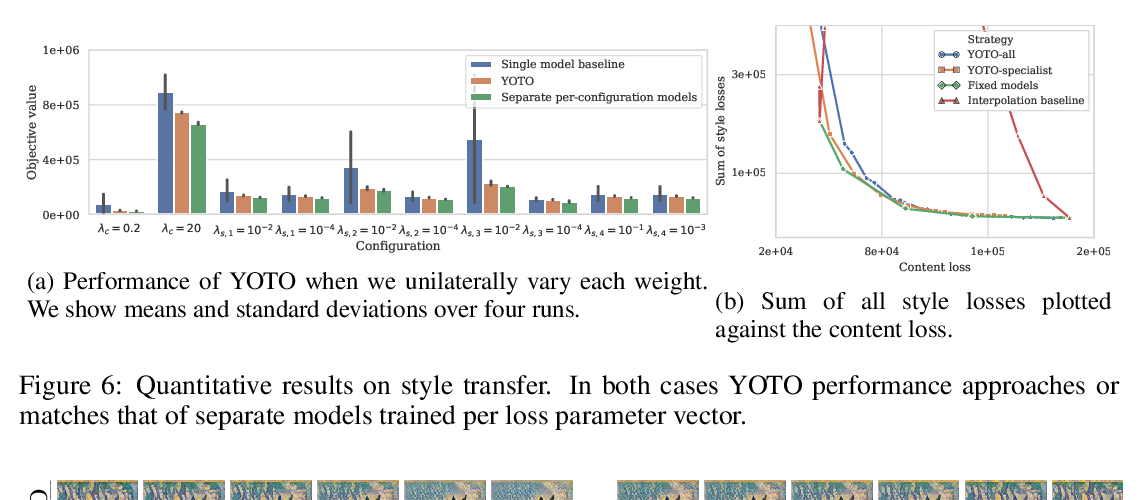 1e+06
8e+05
4e+05
0e+00
Objective value
Single model baseline
YOTO
Separate per-configuration models
λc = 0.2 λc = 20 λs, 1 = 10−2 λs, 1 = 10−4 λs, 2 = 10−2 λs, 2 = 10−4 λs, 3 = 10−2 λs, 3 = 10−4 λs, 4 = 10−1 λs, 4 = 10−3
Configuration
(a) Performance of YOTO when we unilaterally vary each weight.
We show means and standard deviations over four runs.
Sum of style losses
3e+05
1e+05
Strategy
YOTO-all
YOTO-specialist
Fixed models
Interpolation baseline
2e+04 8e+04 1e+05 2e+05
Content loss
(b) Sum of all style losses plotted
against the content loss.
Figure 6: Quantitative results on style transfer. In both cases YOTO performance approaches or
matches that of separate models trained per loss parameter vector.